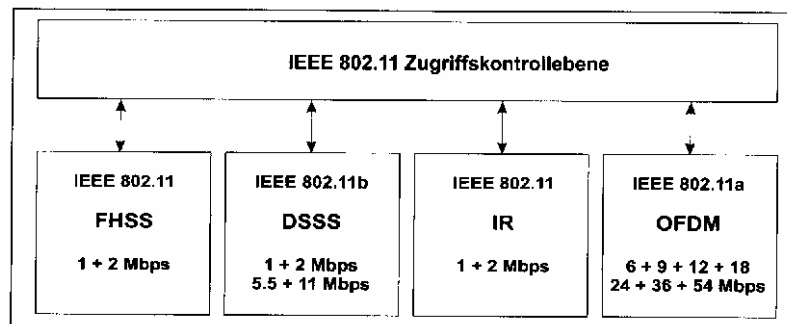 IEEE 802.11 Zugriffskontrollebene
IEEE 802.11
FHSS
1 + 2 Mbps
IEEE 802.11b
DSSS
1 + 2 Mbps
5.5 + 11 Mbps
IEEE 802.11
IR
1 + 2 Mbps
IEEE 802.11a
OFDM
6 + 9 + 12 + 18
24 + 36 + 54 Mbps